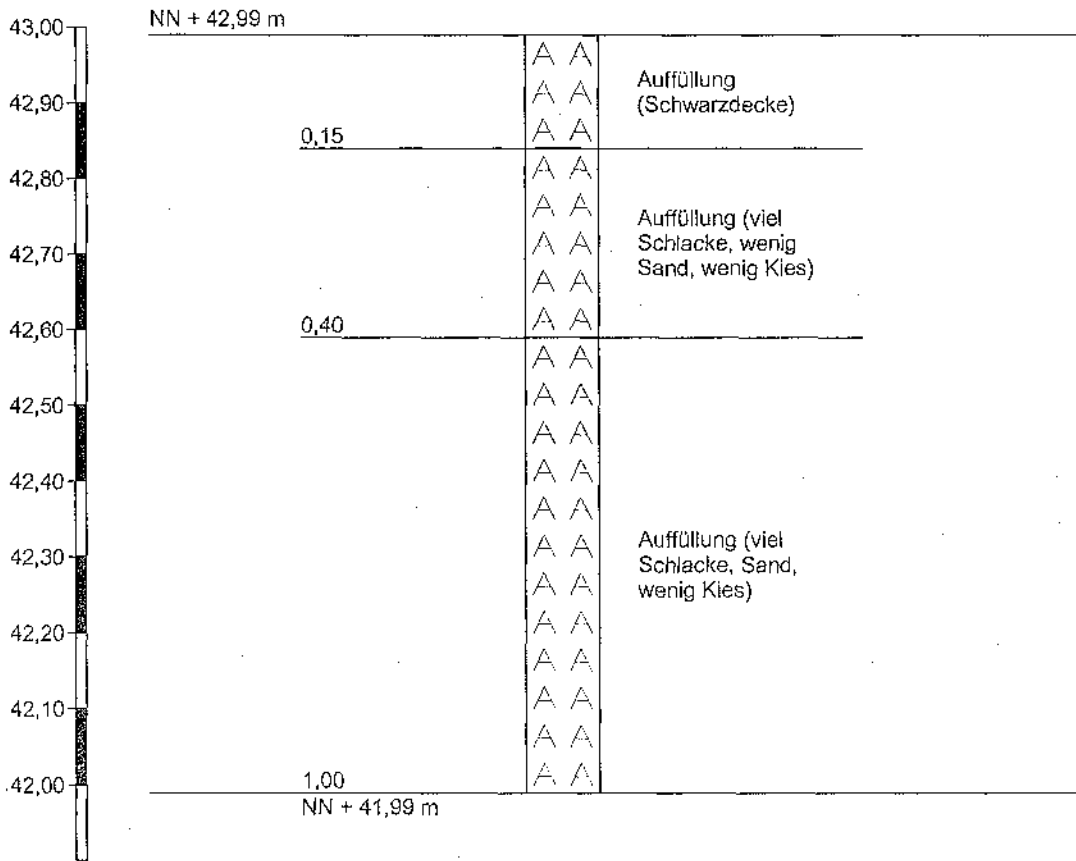 43,00
NN + 42,99 m
A A
Auffüllung
(Schwarzdecke)
42,90
A A
A A
0,15
42,80
A A
A A
Auffüllung (viel
Schlacke, wenig
Sand, wenig Kies)
42,70
A A
A A
42,60
A A
0,40
A A
42,50
A A
A A
42,40
A A
A A
42,30
A A
Auffüllung (viel
Schlacke, Sand,
wenig Kies)
A A
42,20
A A
A A
42,10
A A
A A
42,00
A A
1,00
NN + 41,99 m